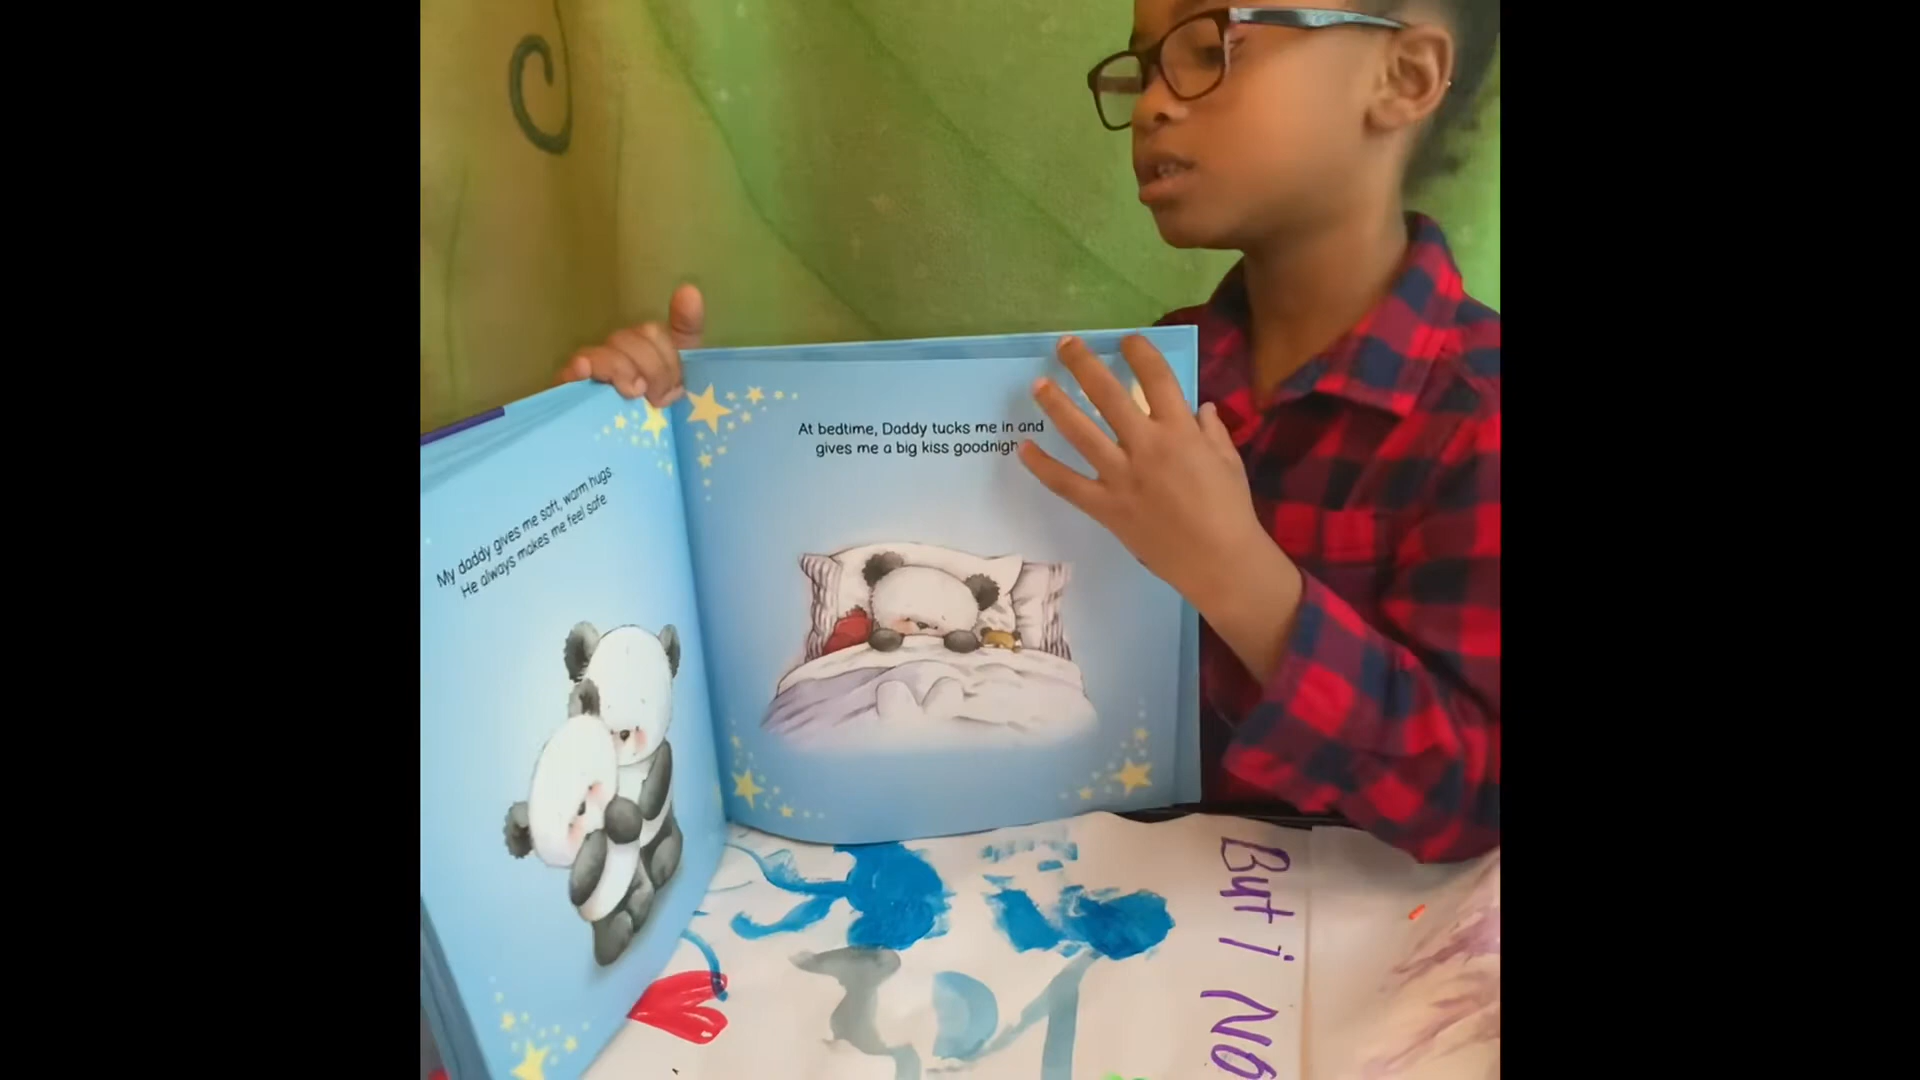 My daddy gives me soft, warm hugs
He always makes me feel safe
At bedtime, Daddy tucks me in and
gives me a big kiss goodnigh
But i No